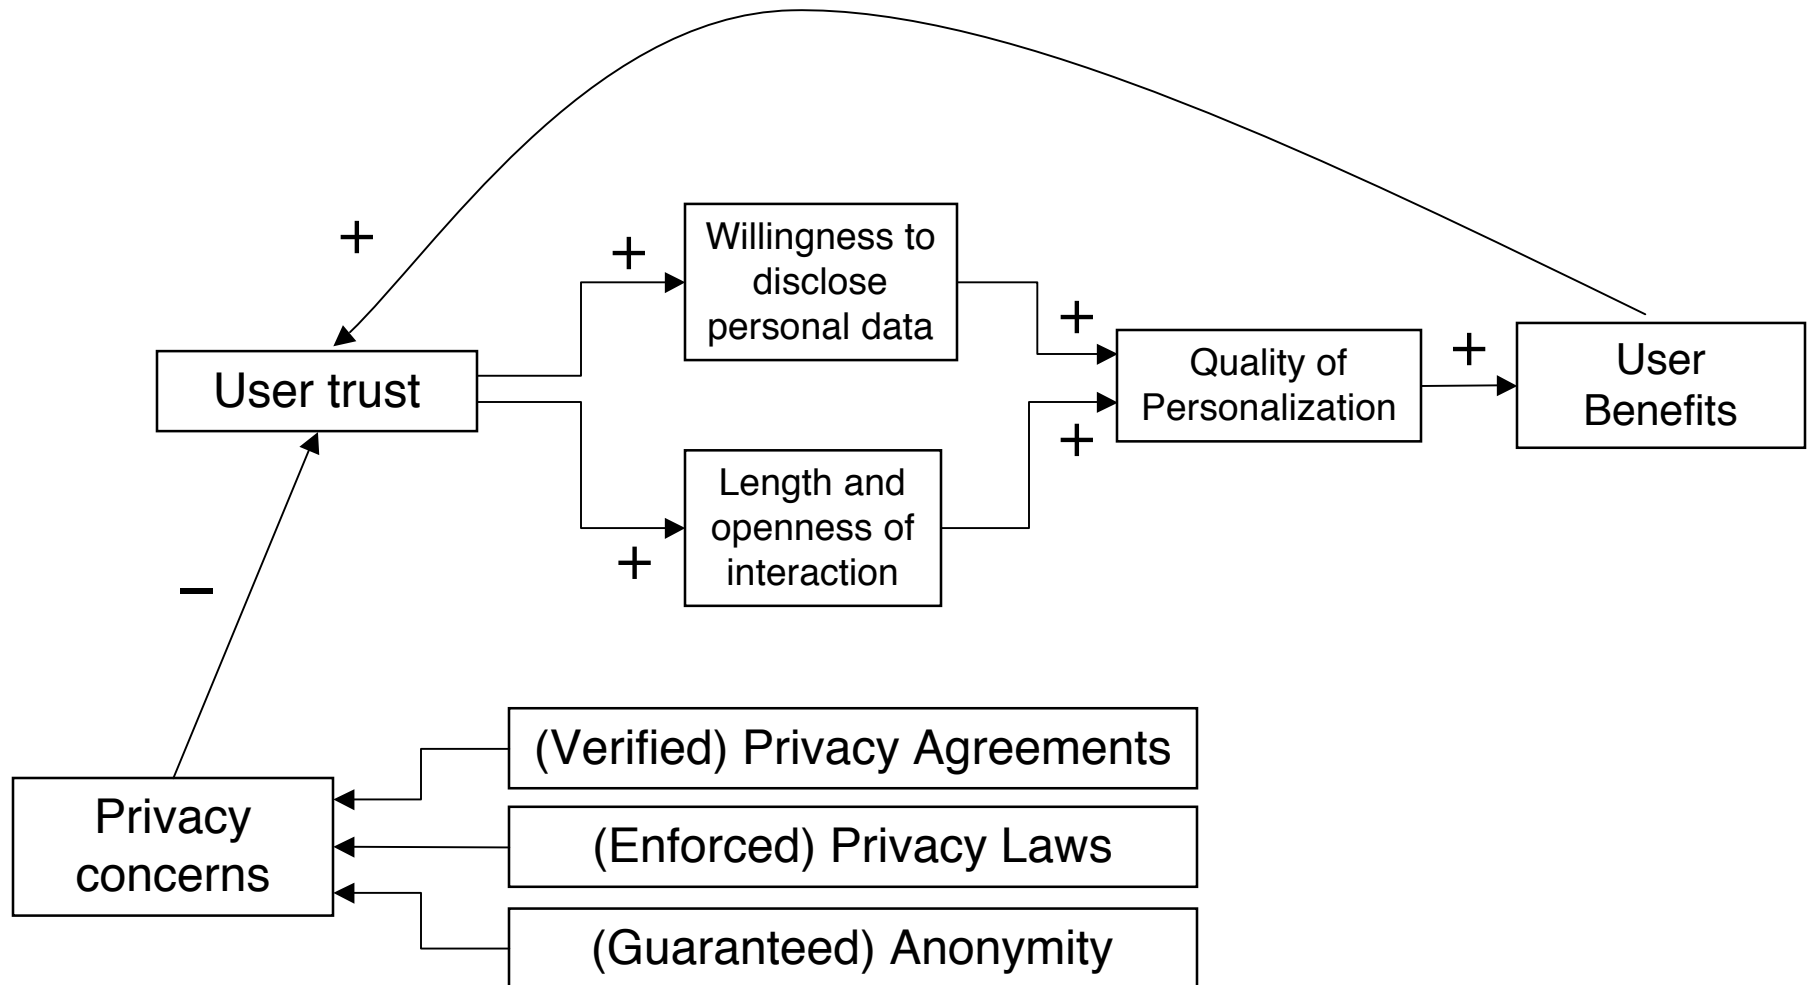 +
+
Willingness to
disclose
personal data
+
User trust
Quality of
Personalization
+
User
Benefits
+
Length and
openness of
interaction
+
–
(Verified) Privacy Agreements
Privacy
concerns
(Enforced) Privacy Laws
(Guaranteed) Anonymity